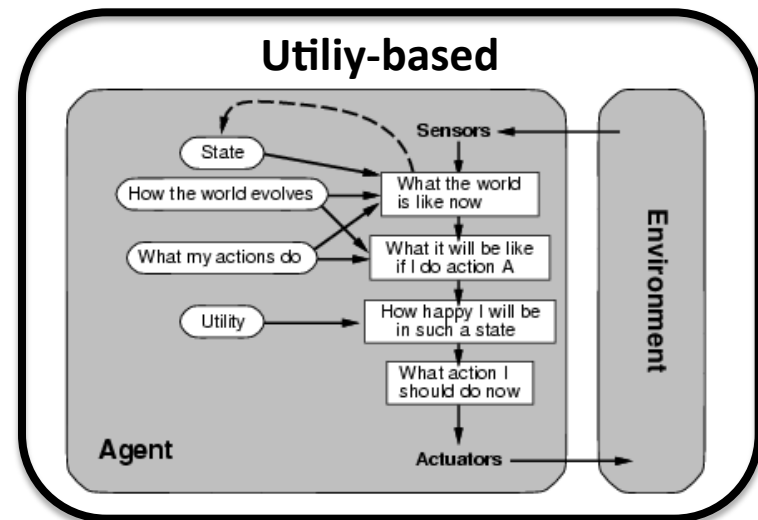 Utiliy-based
Sensors
State
What the world
is like now
How the world evolves
What it will be like
if I do action A
What my actions do
How happy I will be
in such a state
Utility
What action I
should do now
Agent
Actuators
Environment